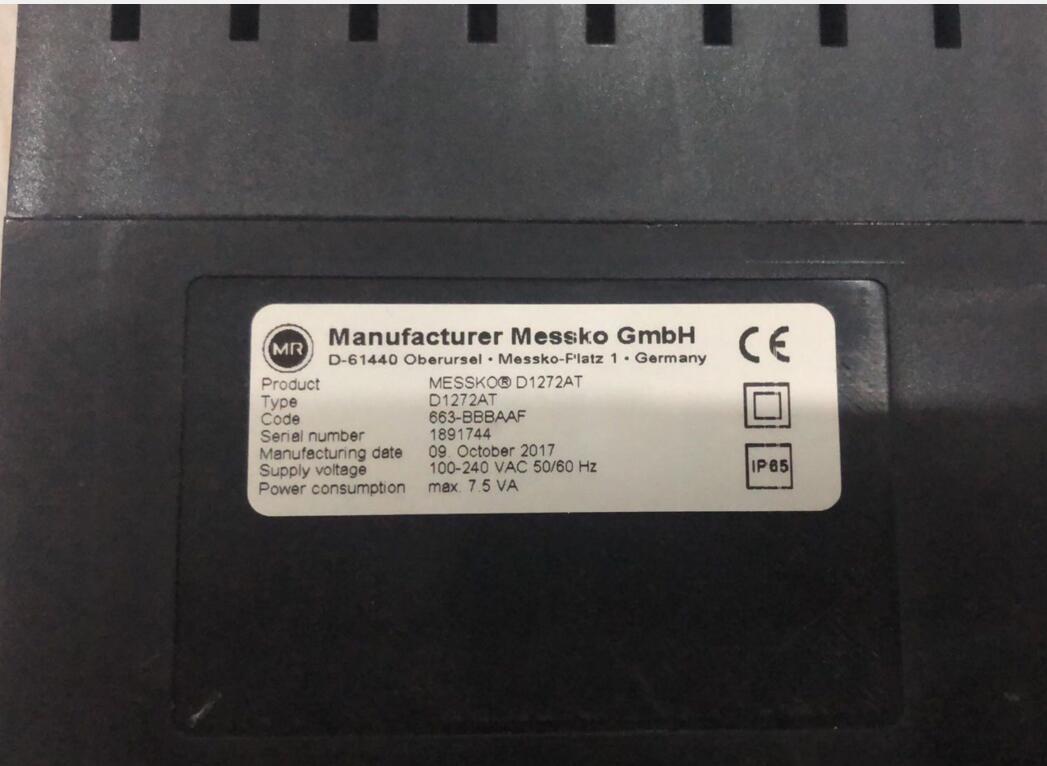 MR
Manufacturer Messko GmbH
D-61440 Oberursel • Messko-Platz 1 • Germany
Product MESSKO® D1272AT
Type D1272AT
Code 663-BBBAAF
Serial number 1891744
Manufacturing date 09. October 2017
Supply voltage 100-240 VAC 50/60 Hz
Power consumption max. 7.5 VA
CE
IP65